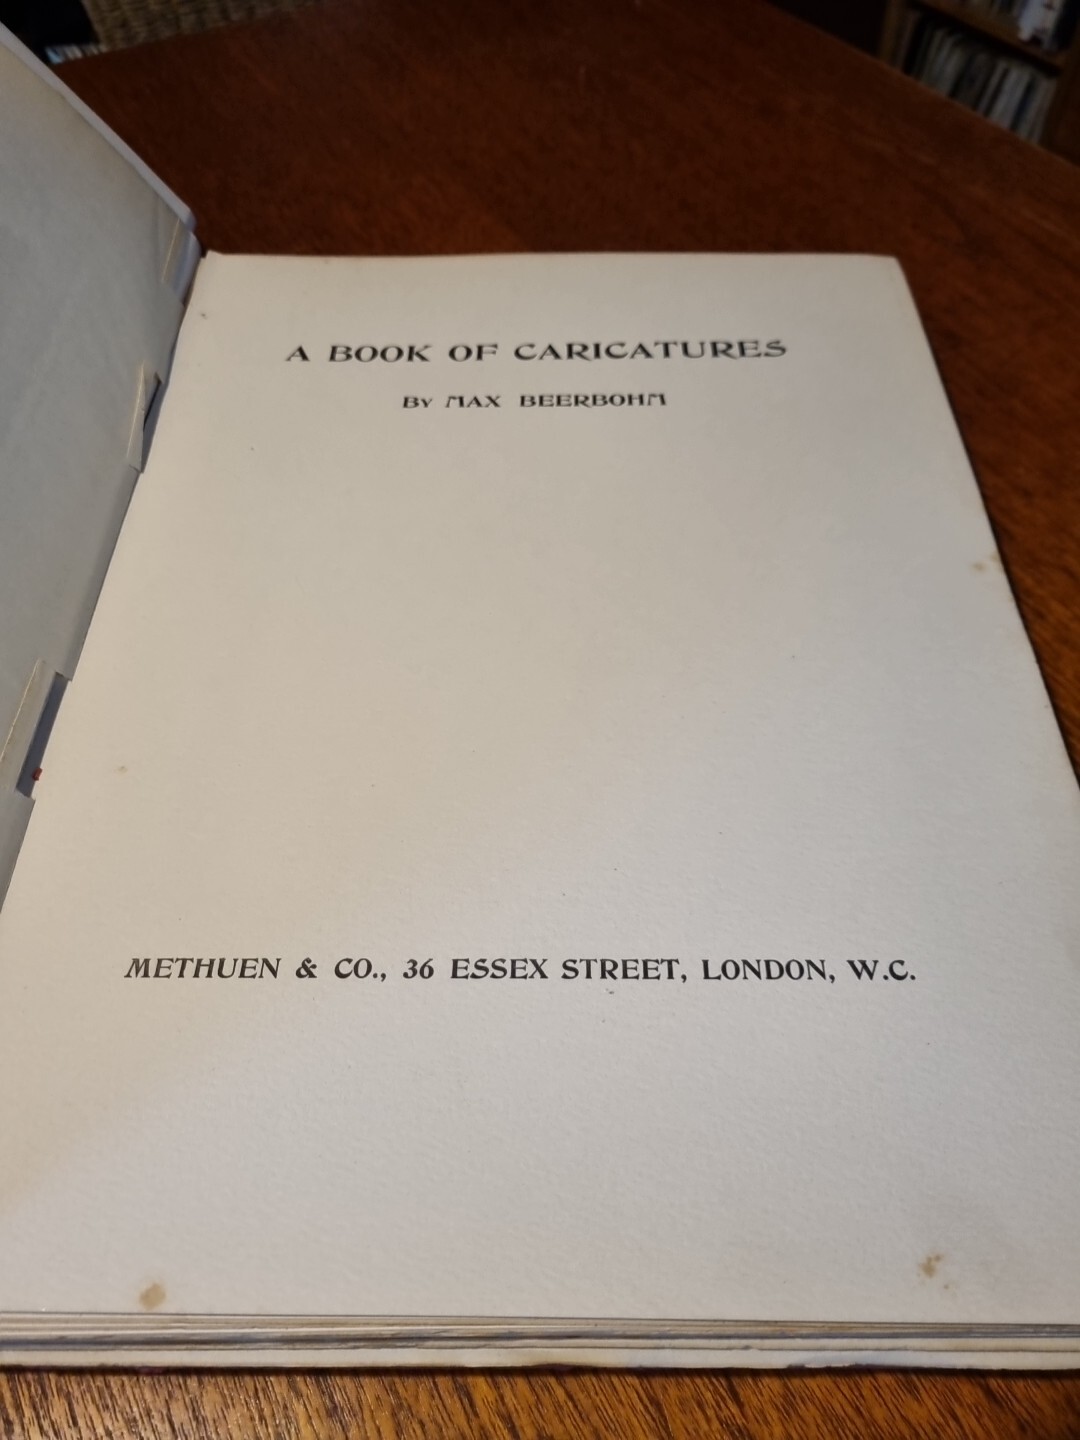 A BOOK OF CARICATURES
BY MAX BEERBOHM
METHUEN & CO., 36 ESSEX STREET, LONDON, W.C.